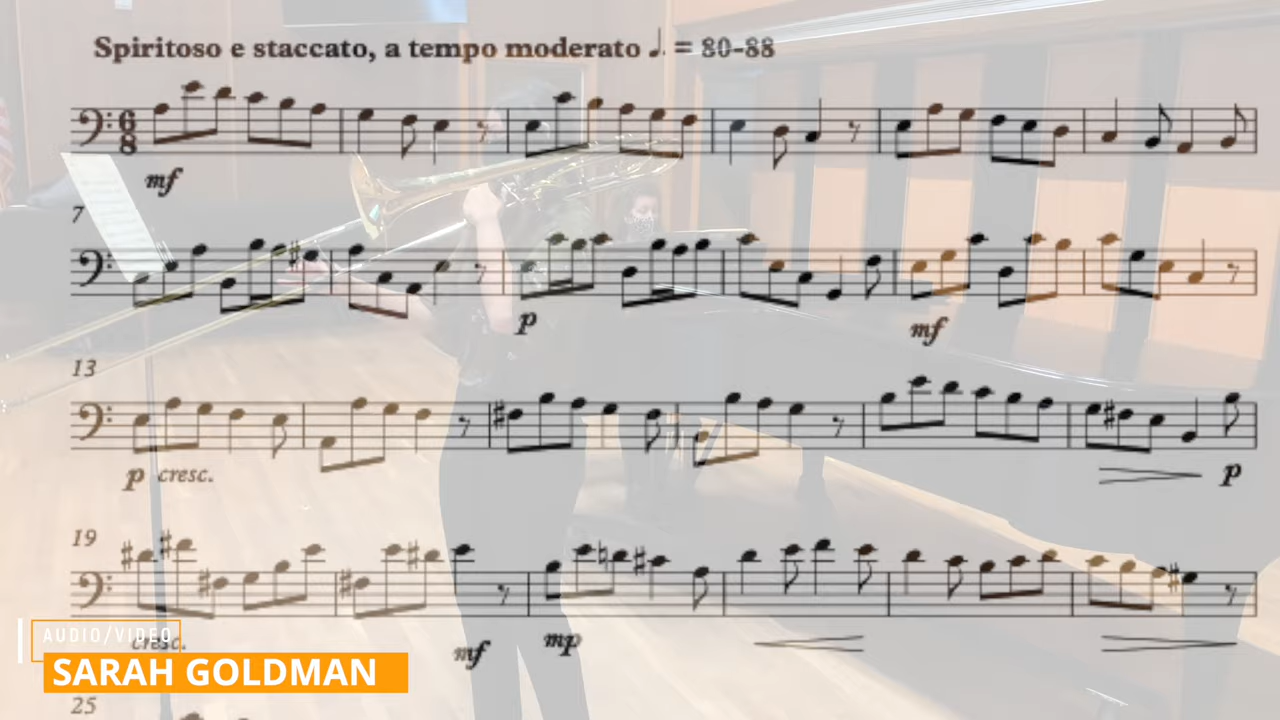 Spiritoso e staccato, a tempo moderato ♩. = 80-88
6
8
mf
7
p
mf
13
p cresc.
p
19
cresc.
mf
mp
AUDIO/VIDEO
SARAH GOLDMAN
25